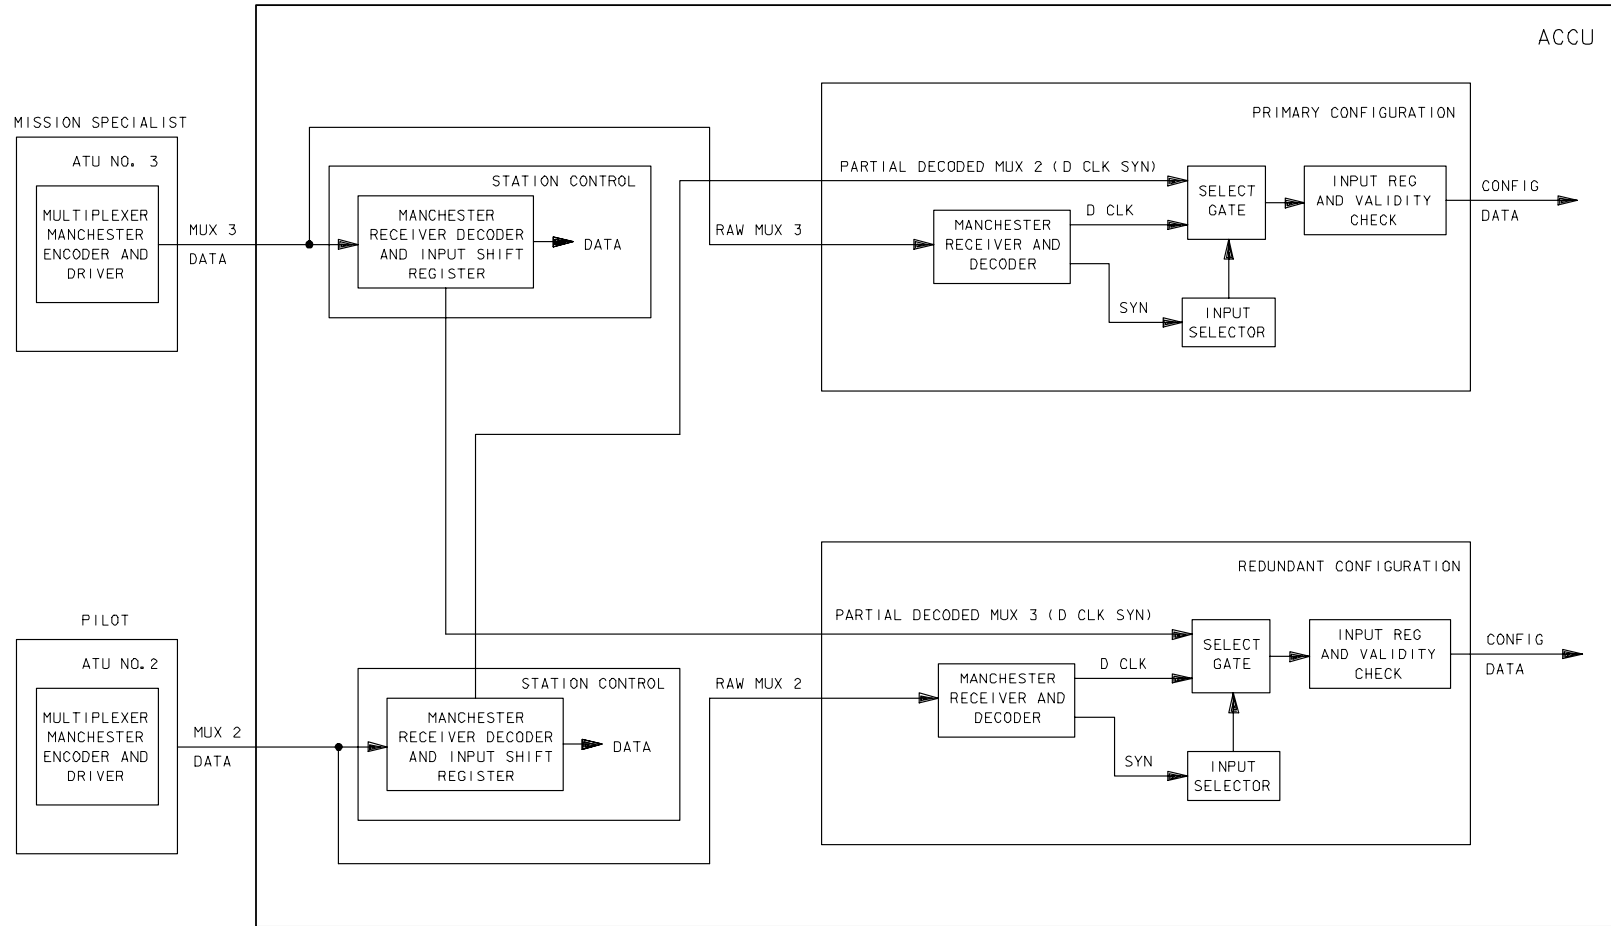 ACCU
MISSION SPECIALIST
ATU NO. 3
MULTIPLEXER
MANCHESTER
ENCODER AND
DRIVER
MUX 3
DATA
STATION CONTROL
MANCHESTER
RECEIVER DECODER
AND INPUT SHIFT
REGISTER
DATA
RAW MUX 3
PRIMARY CONFIGURATION
PARTIAL DECODED MUX 2 (D CLK SYN)
MANCHESTER
RECEIVER AND
DECODER
D CLK
SYN
SELECT
GATE
INPUT
SELECTOR
INPUT REG
AND VALIDITY
CHECK
CONFIG
DATA
PILOT
ATU NO.2
MULTIPLEXER
MANCHESTER
ENCODER AND
DRIVER
MUX 2
DATA
STATION CONTROL
MANCHESTER
RECEIVER DECODER
AND INPUT SHIFT
REGISTER
DATA
RAW MUX 2
REDUNDANT CONFIGURATION
PARTIAL DECODED MUX 3 (D CLK SYN)
MANCHESTER
RECEIVER AND
DECODER
D CLK
SYN
SELECT
GATE
INPUT
SELECTOR
INPUT REG
AND VALIDITY
CHECK
CONFIG
DATA